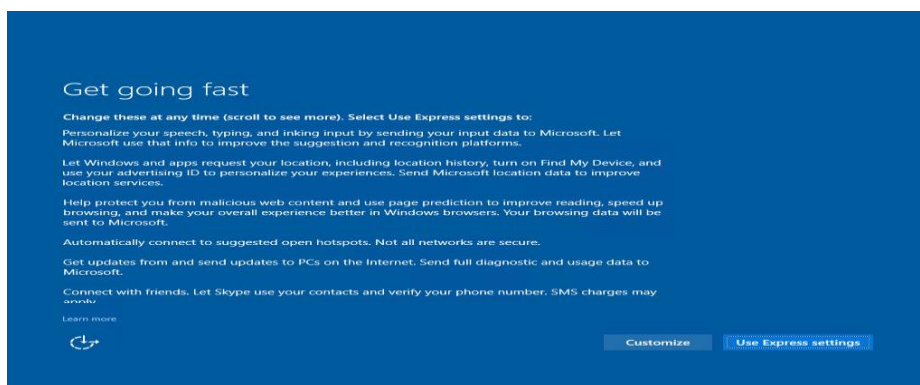 Get going fast
Change these at any time (scroll to see more). Select Use Express settings to:
Personalize your speech, typing, and inking input by sending your input data to Microsoft. Let
Microsoft use that info to improve the suggestion and recognition platforms.
Let Windows and apps request your location, including location history, turn on Find My Device, and
use your advertising ID to personalize your experiences. Send Microsoft location data to improve
location services.
Help protect you from malicious web content and use page prediction to improve reading, speed up
browsing, and make your overall experience better in Windows browsers. Your browsing data will be
sent to Microsoft.
Automatically connect to suggested open hotspots. Not all networks are secure.
Get updates from and send updates to PCs on the Internet. Send full diagnostic and usage data to
Microsoft.
Connect with friends. Let Skype use your contacts and verify your phone number. SMS charges may
apply
Learn more
Customize
Use Express settings